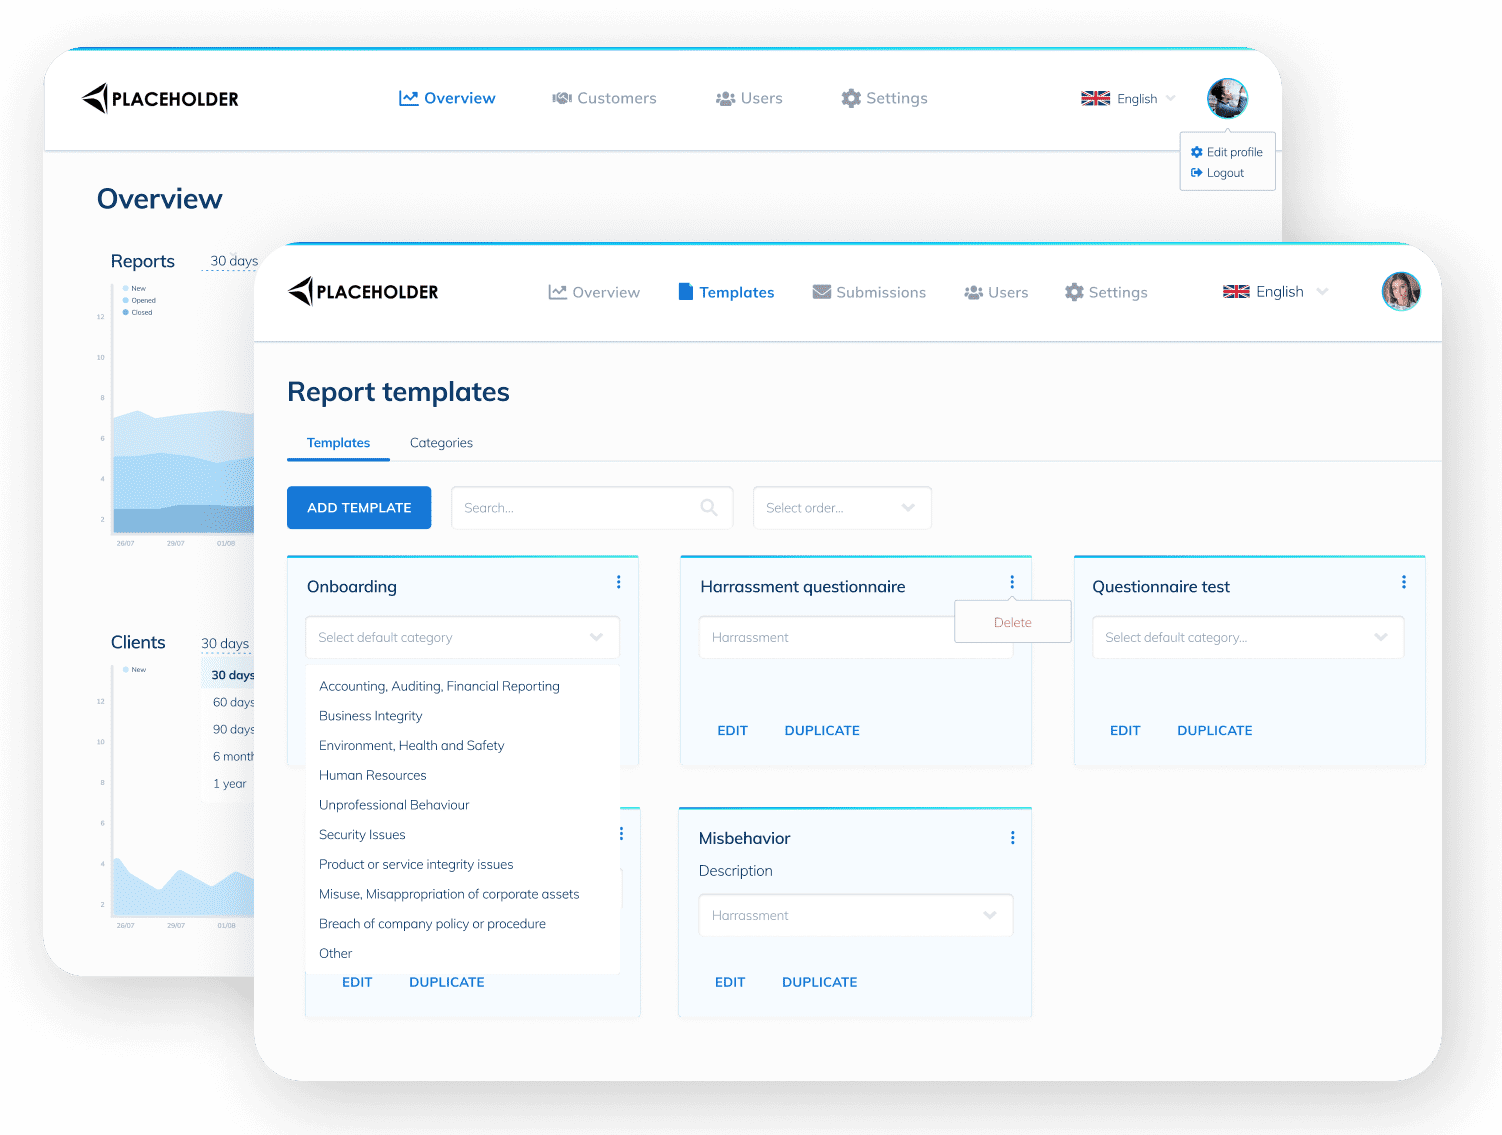 PLACEHOLDER
Overview
Customers
Users
Settings
English
Edit profile
Logout
Overview
Reports
30 days
New
Opened
Closed
12
10
8
6
4
2
26/07
29/07
01/08
Clients
30 days
New
30 days
60 days
90 days
6 month
1 year
12
10
8
6
4
2
26/07
29/07
01/08
PLACEHOLDER
Overview
Templates
Submissions
Users
Settings
English
Report templates
Templates
Categories
ADD TEMPLATE
Search...
Select order...
Onboarding
Select default category
Accounting, Auditing, Financial Reporting
Business Integrity
Environment, Health and Safety
Human Resources
Unprofessional Behaviour
Security Issues
Product or service integrity issues
Misuse, Misappropriation of corporate assets
Breach of company policy or procedure
Other
EDIT
DUPLICATE
Harrassment questionnaire
Delete
Harrassment
EDIT
DUPLICATE
Questionnaire test
Select default category...
EDIT
DUPLICATE
Misbehavior
Description
Harrassment
EDIT
DUPLICATE